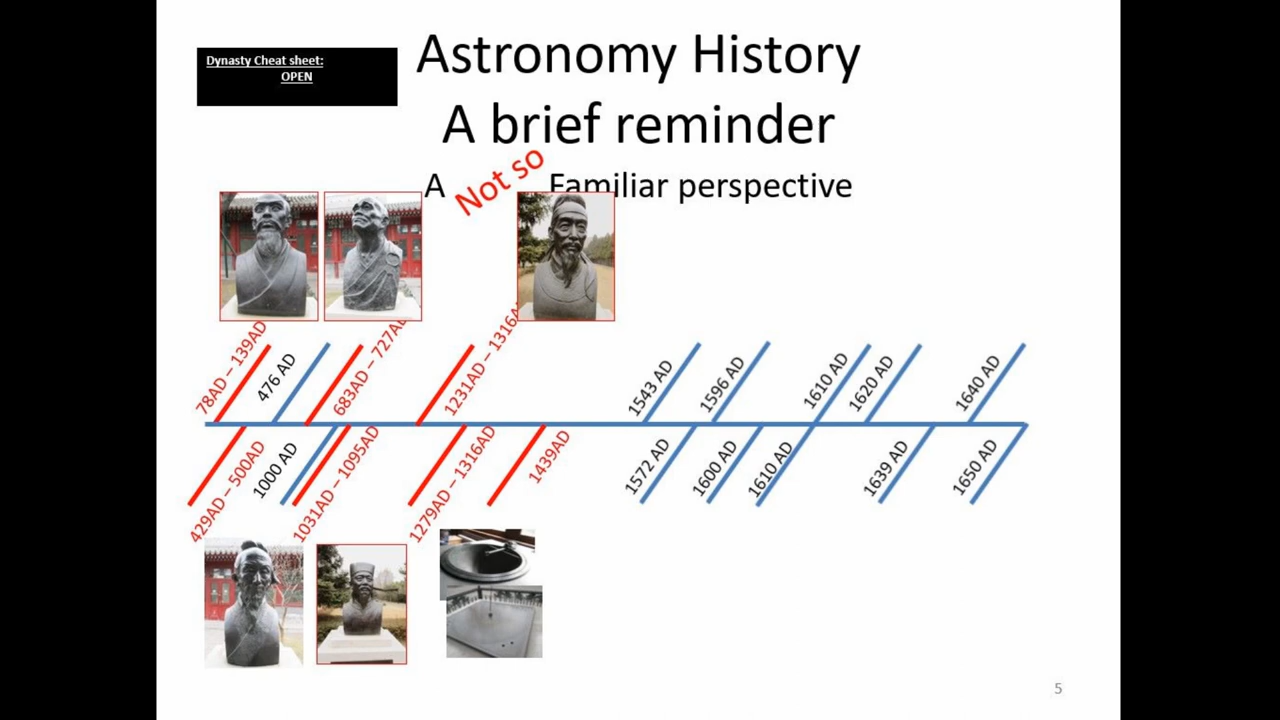 Dynasty Cheat sheet:
OPEN
Astronomy History
A brief reminder
A Not so Familiar perspective
78AD – 139AD
476 AD
683AD – 727AD
1231AD – 1316A
1543 AD
1596 AD
1610 AD
1620 AD
1640 AD
429AD – 500AD
1000 AD
1031AD – 1095AD
1279AD – 1316AD
1439AD
1572 AD
1600 AD
1610 AD
1639 AD
1650 AD
5